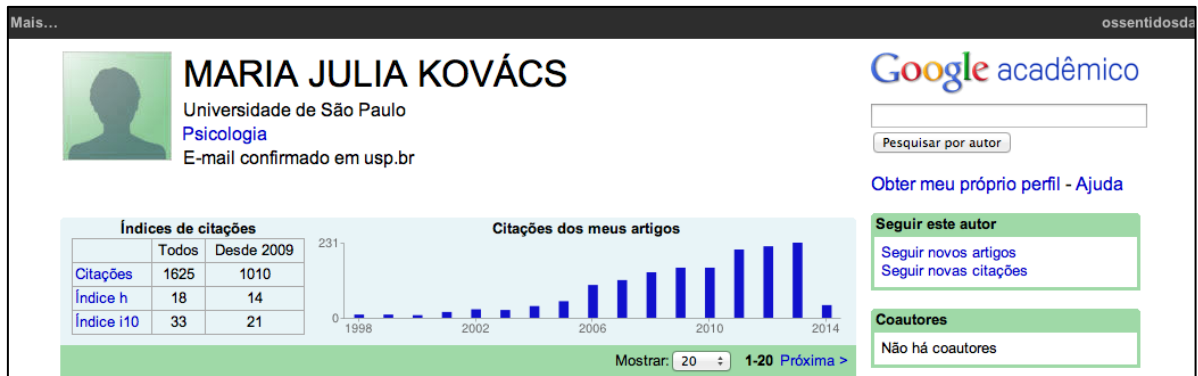 Mais...
ossentidosda
MARIA JULIA KOVÁCS
Universidade de São Paulo
Psicologia
E-mail confirmado em usp.br
Google acadêmico
Pesquisar por autor
Obter meu próprio perfil - Ajuda
Índices de citações
Todos Desde 2009
Citações 1625 1010
Índice h 18 14
Índice i10 33 21
Citações dos meus artigos
231
0
1998 2002 2006 2010 2014
Mostrar: 20 1-20 Próxima >
Seguir este autor
Seguir novos artigos
Seguir novas citações
Coautores
Não há coautores